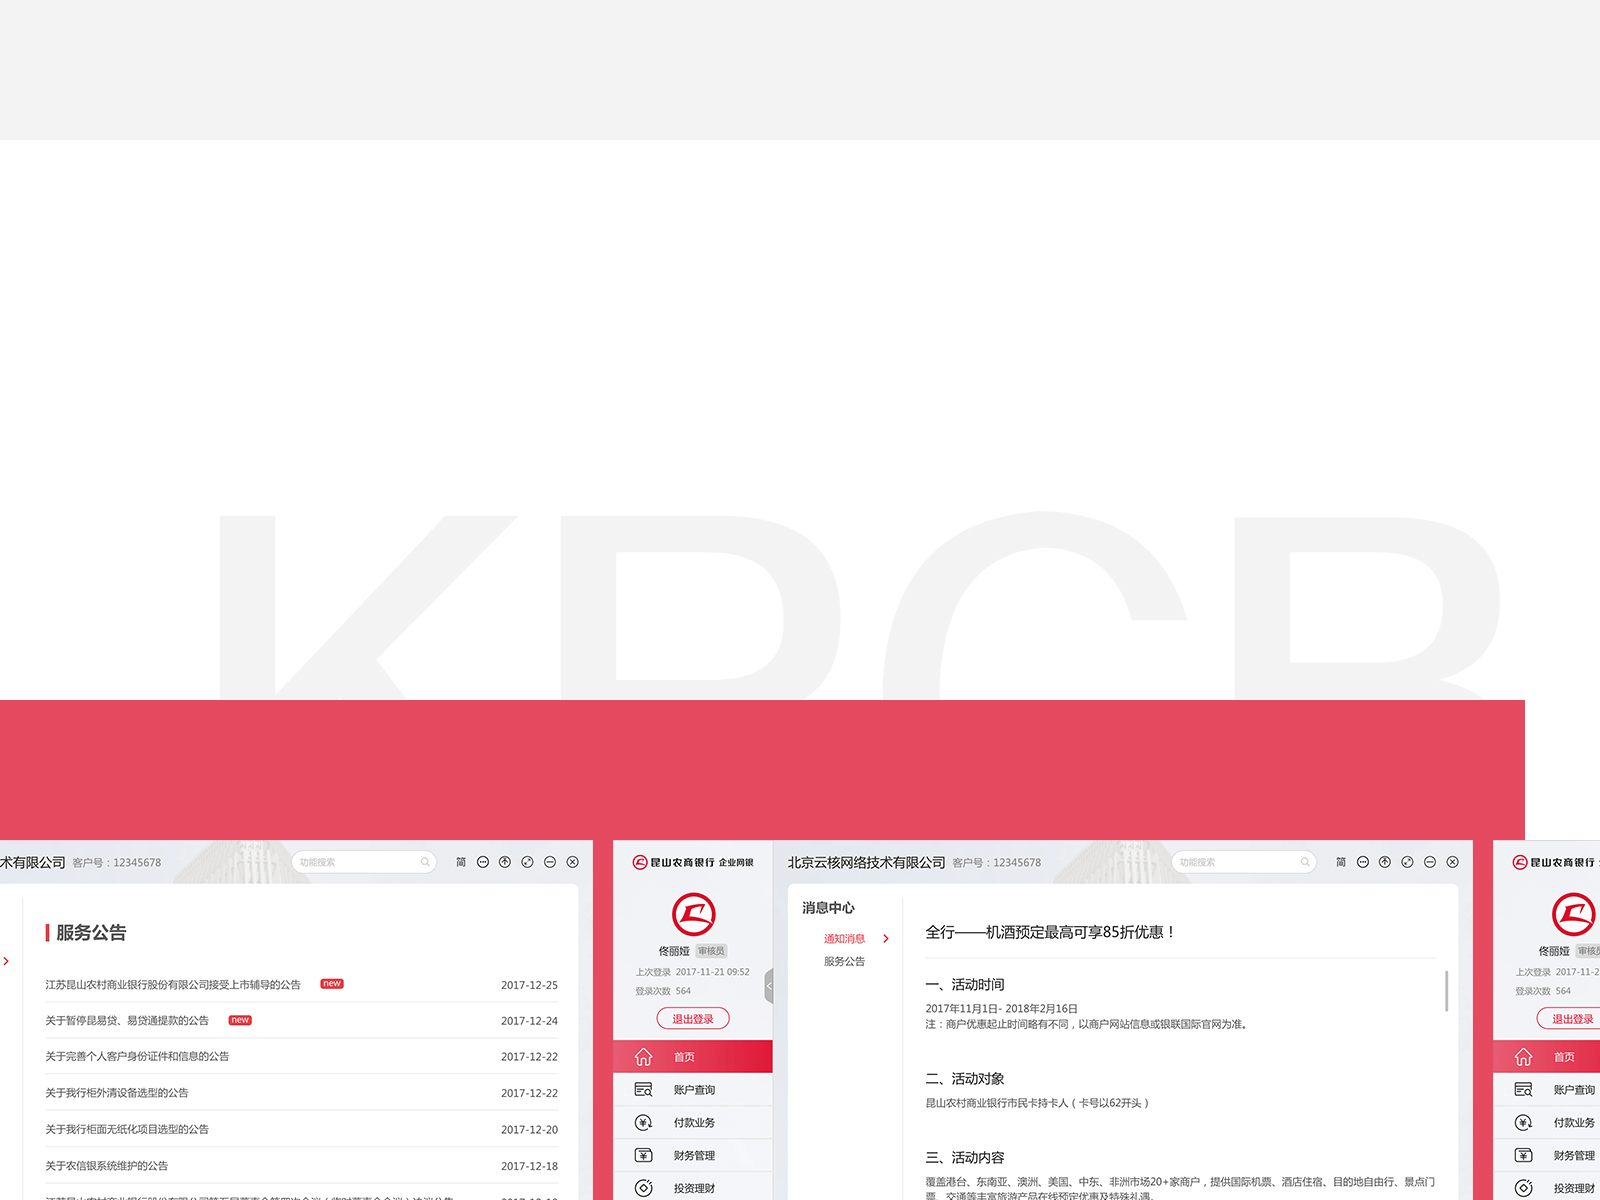 KRCB
术有限公司 客户号：12345678
功能搜索
简
服务公告
江苏昆山农村商业银行股份有限公司接受上市辅导的公告 new 2017-12-25
关于暂停昆易贷、易贷通提款的公告 new 2017-12-24
关于完善个人客户身份证件和信息的公告 2017-12-22
关于我行柜外清设备选型的公告 2017-12-22
关于我行柜面无纸化项目选型的公告 2017-12-20
关于农信银系统维护的公告 2017-12-18
昆山农商银行 企业网银
佟丽娅 审核员
上次登录 2017-11-21 09:52
登录次数 564
退出登录
首页
账户查询
付款业务
财务管理
投资理财
北京云核网络技术有限公司 客户号：12345678
功能搜索
简
消息中心
通知消息
服务公告
全行——机酒预定最高可享85折优惠！
一、活动时间
2017年11月1日- 2018年2月16日
注：商户优惠起止时间略有不同，以商户网站信息或银联国际官网为准。
二、活动对象
昆山农村商业银行市民卡持卡人（卡号以62开头）
三、活动内容
覆盖港台、东南亚、澳洲、美国、中东、非洲市场20+家商户，提供国际机票、酒店住宿、目的地自由行、景点门
票、交通等丰富旅游产品在线预定优惠及特殊礼遇。
昆山农商银行
佟丽娅 审核员
上次登录 2017-11-2
登录次数 564
退出登录
首页
账户查询
付款业务
财务管理
投资理财